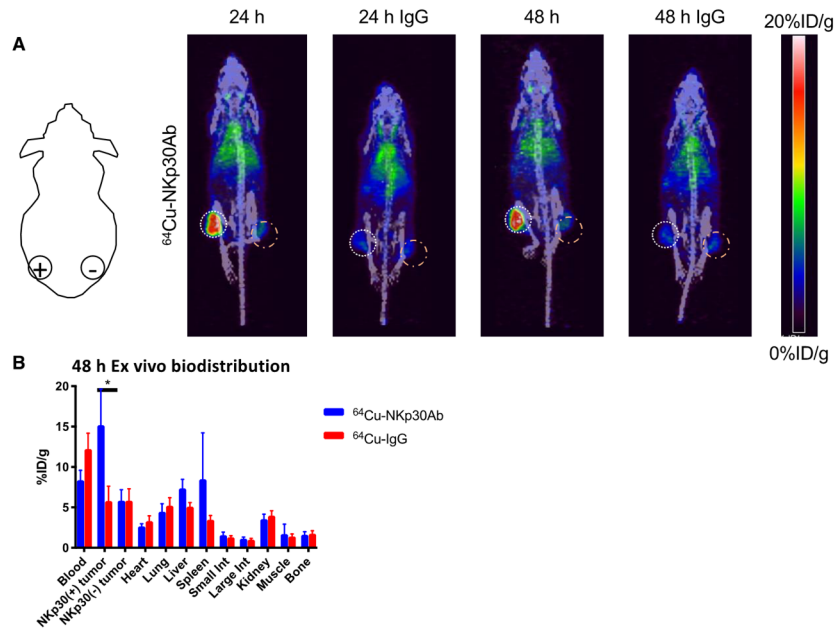 24 h 24 h IgG 48 h 48 h IgG 20%ID/g
A
⁶⁴Cu-NKp30Ab
+ -
0%ID/g
B 48 h Ex vivo biodistribution
*
20
15
10
5
0
%ID/g
⁶⁴Cu-NKp30Ab
⁶⁴Cu-IgG
Blood
NKp30(+) tumor
NKp30(-) tumor
Heart
Lung
Liver
Spleen
Small Int
Large Int
Kidney
Muscle
Bone